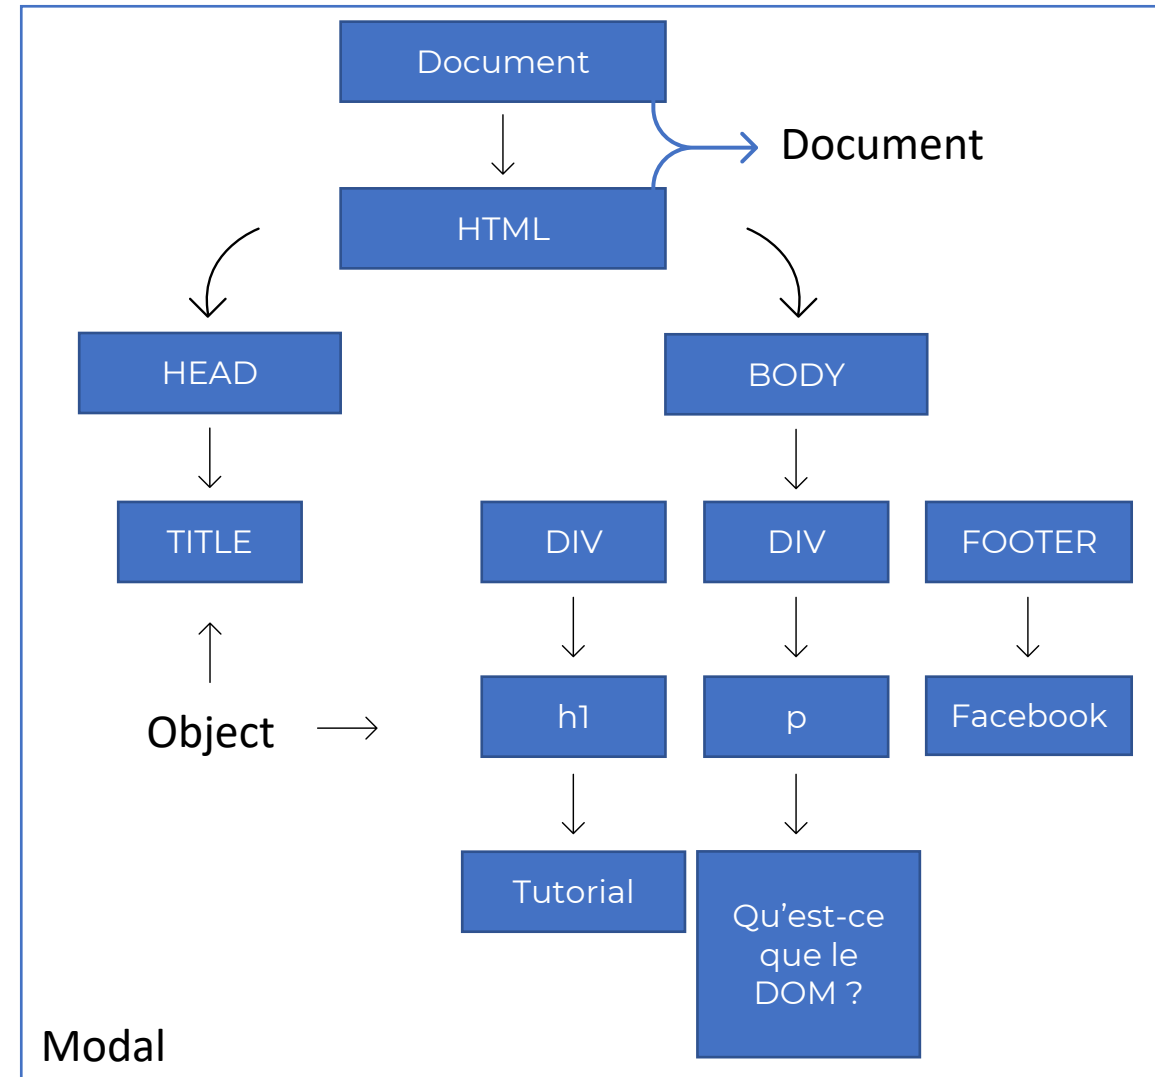 Document
Document
HTML
HEAD
BODY
TITLE
DIV
DIV
FOOTER
Object
h1
p
Facebook
Tutorial
Qu’est-ce
que le
DOM ?
Modal